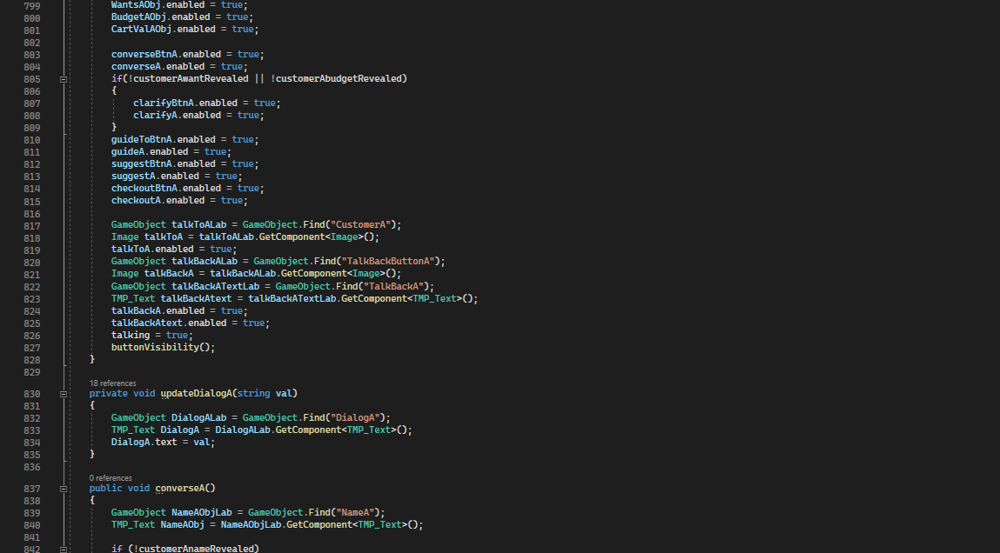 799 WantsAObj.enabled = true;
800 BudgetAObj.enabled = true;
801 CartValAObj.enabled = true;
802
803 converseBtnA.enabled = true;
804 converseA.enabled = true;
805 if(!customerAwantRevealed || !customerAbudgetRevealed)
806 {
807 clarifyBtnA.enabled = true;
808 clarifyA.enabled = true;
809 }
810 guideToBtnA.enabled = true;
811 guideA.enabled = true;
812 suggestBtnA.enabled = true;
813 suggestA.enabled = true;
814 checkoutBtnA.enabled = true;
815 checkoutA.enabled = true;
816
817 GameObject talkToALab = GameObject.Find("CustomerA");
818 Image talkToA = talkToALab.GetComponent<Image>();
819 talkToA.enabled = true;
820 GameObject talkBackALab = GameObject.Find("TalkBackButtonA");
821 Image talkBackA = talkBackALab.GetComponent<Image>();
822 GameObject talkBackATextLab = GameObject.Find("TalkBackA");
823 TMP_Text talkBackAtext = talkBackATextLab.GetComponent<TMP_Text>();
824 talkBackA.enabled = true;
825 talkBackAtext.enabled = true;
826 talking = true;
827 buttonVisibility();
828 }
829
18 references
830 private void updateDialogA(string val)
831 {
832 GameObject DialogALab = GameObject.Find("DialogA");
833 TMP_Text DialogA = DialogALab.GetComponent<TMP_Text>();
834 DialogA.text = val;
835 }
836
0 references
837 public void converseA()
838 {
839 GameObject NameAObjLab = GameObject.Find("NameA");
840 TMP_Text NameAObj = NameAObjLab.GetComponent<TMP_Text>();
841
842 if (!customerAnameRevealed)